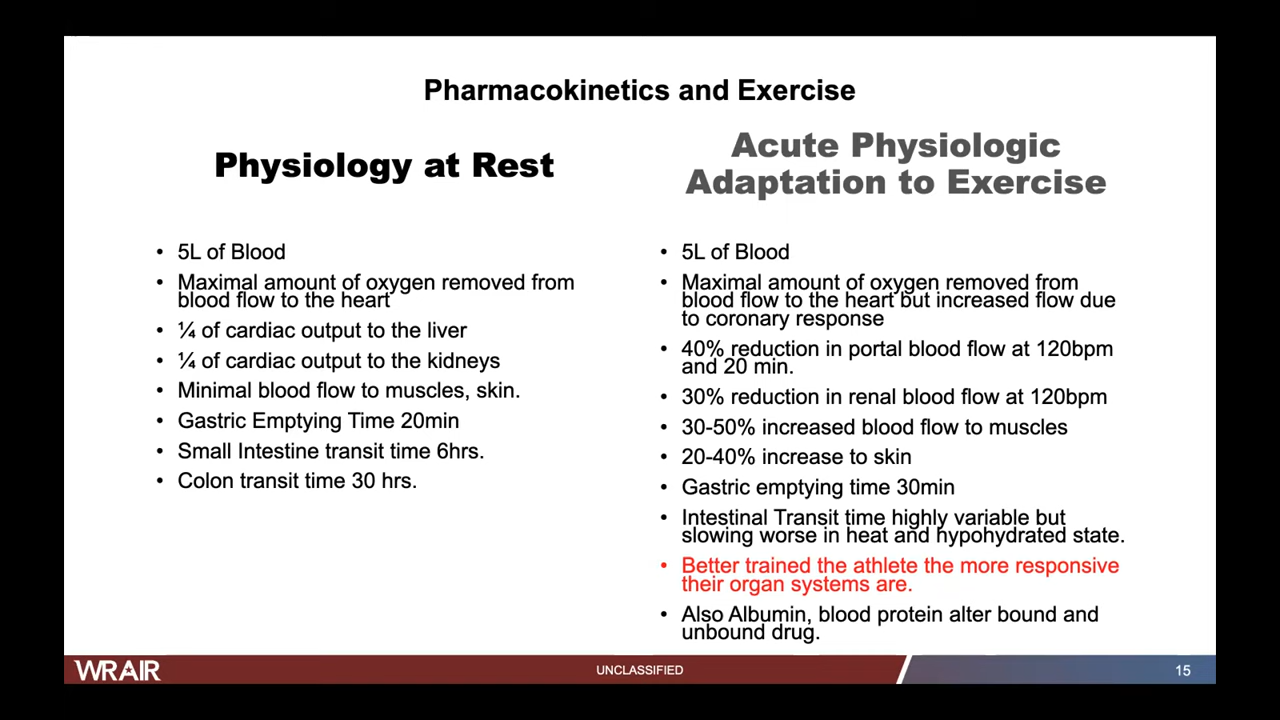 Pharmacokinetics and Exercise
Physiology at Rest
• 5L of Blood
• Maximal amount of oxygen removed from
blood flow to the heart
• ¼ of cardiac output to the liver
• ¼ of cardiac output to the kidneys
• Minimal blood flow to muscles, skin.
• Gastric Emptying Time 20min
• Small Intestine transit time 6hrs.
• Colon transit time 30 hrs.
Acute Physiologic
Adaptation to Exercise
• 5L of Blood
• Maximal amount of oxygen removed from
blood flow to the heart but increased flow due
to coronary response
• 40% reduction in portal blood flow at 120bpm
and 20 min.
• 30% reduction in renal blood flow at 120bpm
• 30-50% increased blood flow to muscles
• 20-40% increase to skin
• Gastric emptying time 30min
• Intestinal Transit time highly variable but
slowing worse in heat and hypohydrated state.
• Better trained the athlete the more responsive
their organ systems are.
• Also Albumin, blood protein alter bound and
unbound drug.
WRAIR
UNCLASSIFIED
15